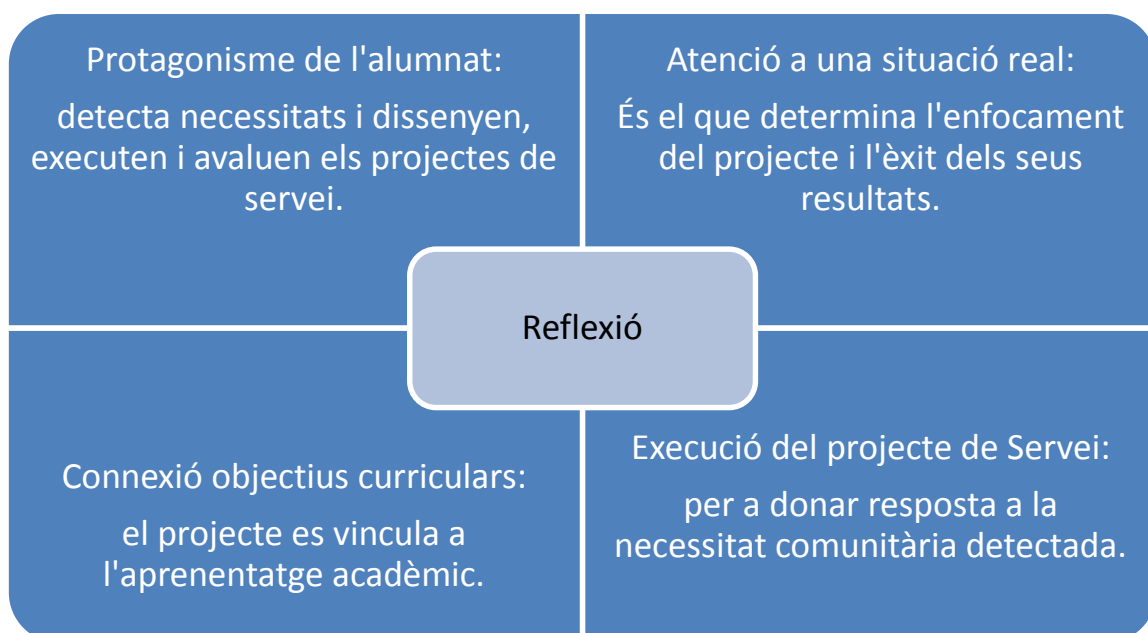 Protagonisme de l'alumnat:
detecta necessitats i dissenyen,
executen i avaluen els projectes de
servei.
Atenció a una situació real:
És el que determina l'enfocament
del projecte i l'èxit dels seus
resultats.
Reflexió
Connexió objectius curriculars:
el projecte es vincula a
l'aprenentatge acadèmic.
Execució del projecte de Servei:
per a donar resposta a la
necessitat comunitària detectada.